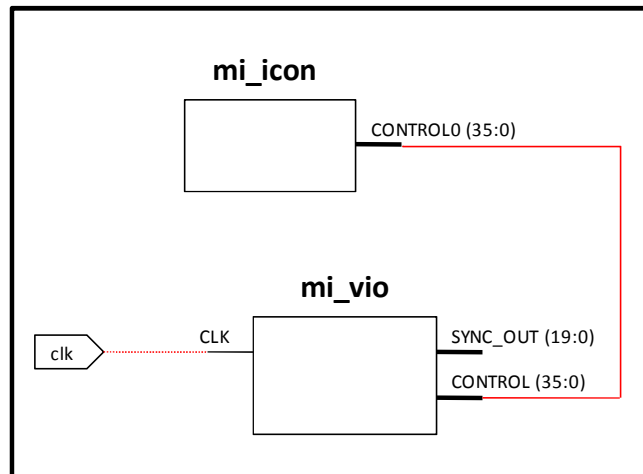 mi_icon
CONTROL0 (35:0)
mi_vio
clk
CLK
SYNC_OUT (19:0)
CONTROL (35:0)